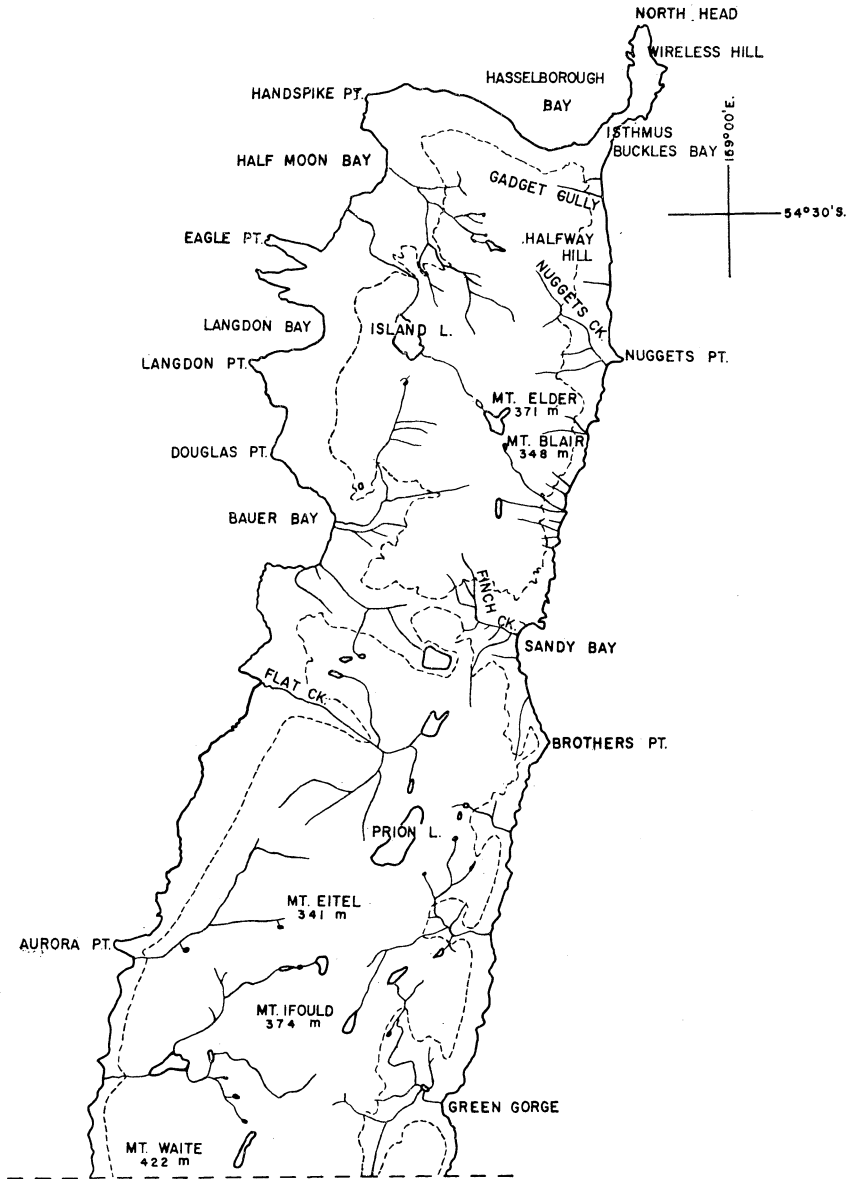 NORTH HEAD
WIRELESS HILL
HASSELBOROUGH
BAY
HANDSPIKE PT.
159°00'E.
ISTHMUS
BUCKLES BAY
HALF MOON BAY
GADGET GULLY
54°30'S.
EAGLE PT.
HALFWAY
HILL
NUGGETS CK.
LANGDON BAY
ISLAND L.
NUGGETS PT.
LANGDON PT.
MT. ELDER
371 m
MT. BLAIR
348 m
DOUGLAS PT.
BAUER BAY
FINCH CK.
SANDY BAY
FLAT CK.
BROTHERS PT.
PRION L.
MT. EITEL
341 m
AURORA PT.
MT. IFOULD
374 m
GREEN GORGE
MT. WAITE
422 m